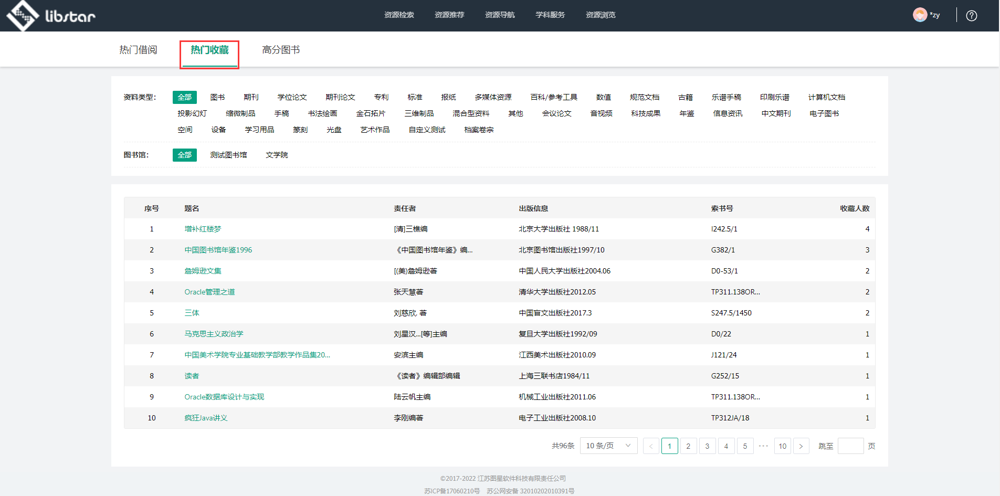 libstar 资源检索 资源推荐 资源导航 学科服务 资源浏览 *zy
热门借阅 热门收藏 高分图书
资料类型: 全部 图书 期刊 学位论文 期刊论文 专利 标准 报纸 多媒体资源 百科/参考工具 数值 规范文档 古籍 乐谱手稿 印刷乐谱 计算机文档
投影幻灯 缩微制品 手稿 书法绘画 金石拓片 三维制品 混合型资料 其他 会议论文 音视频 科技成果 年鉴 信息资讯 中文期刊 电子图书
空间 设备 学习用品 篆刻 光盘 艺术作品 自定义测试 档案卷宗
图书馆: 全部 测试图书馆 文学院
序号 题名 责任者 出版信息 索书号 收藏人数
1 增补红楼梦 [清]三樵编 北京大学出版社 1988/11 I242.5/1 4
2 中国图书馆年鉴1996 《中国图书馆年鉴》编... 北京图书馆出版社1997/10 G382/1 3
3 詹姆逊文集 [(美)詹姆逊著 中国人民大学出版社2004.06 D0-53/1 2
4 Oracle管理之道 张天慧著 清华大学出版社2012.05 TP311.138OR... 2
5 三体 刘慈欣, 著 中国盲文出版社2017.3 S247.5/1450 2
6 马克思主义政治学 刘星汉...[等]主编 复旦大学出版社1992/09 D0/22 1
7 中国美术学院专业基础教学部教学作品集20... 安滨主编 江西美术出版社2010.09 J121/24 1
8 读者 《读者》编辑部编辑 上海三联书店1984/11 G252/15 1
9 Oracle数据库设计与实现 陆云帆主编 机械工业出版社2011.06 TP311.138OR... 1
10 疯狂Java讲义 李刚编著 电子工业出版社2008.10 TP312JA/18 1
共96条 10 条/页 < 1 2 3 4 5 ••• 10 > 跳至 页
©2017-2022 江苏图星软件科技有限责任公司
苏ICP备17060210号 苏公网安备 32010202010391号